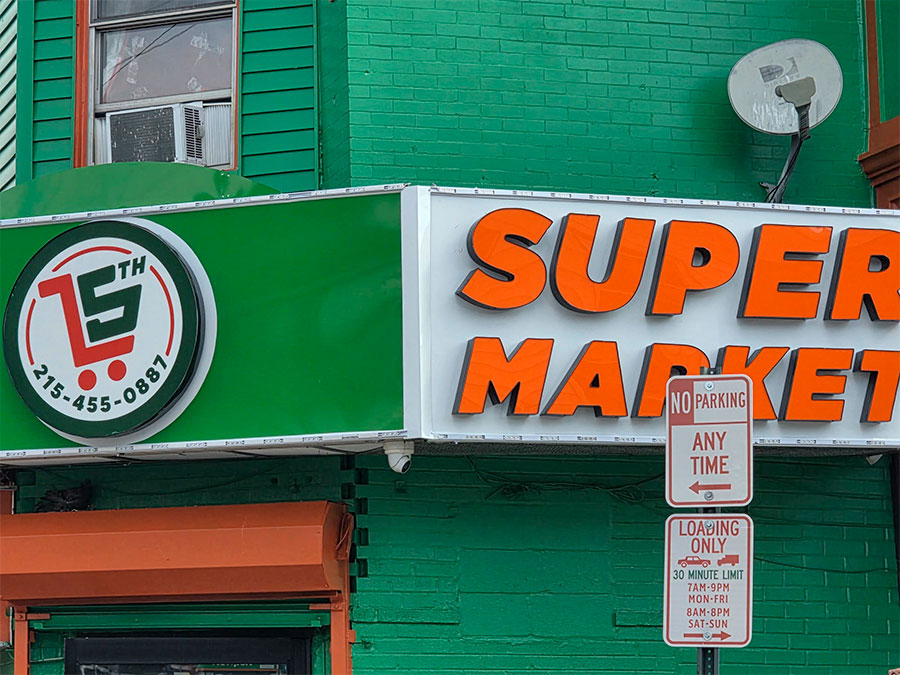 15TH
215-455-0887
SUPER
MARKET
NO PARKING
ANY
TIME
LOADING
ONLY
30 MINUTE LIMIT
7AM-9PM
MON-FRI
8AM-8PM
SAT-SUN